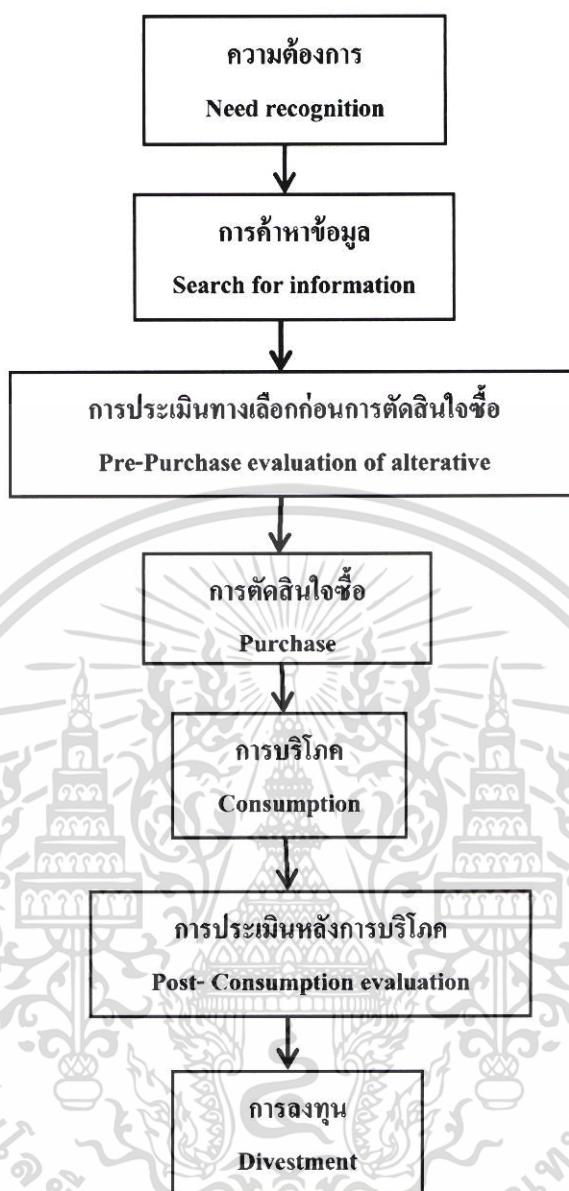 ความต้องการ
Need recognition
การค้าหาข้อมูล
Search for information
การประเมินทางเลือกก่อนการตัดสินใจซื้อ
Pre-Purchase evaluation of alterative
การตัดสินใจซื้อ
Purchase
การบริโภค
Consumption
การประเมินหลังการบริโภค
Post- Consumption evaluation
การลงทุน
Divestment